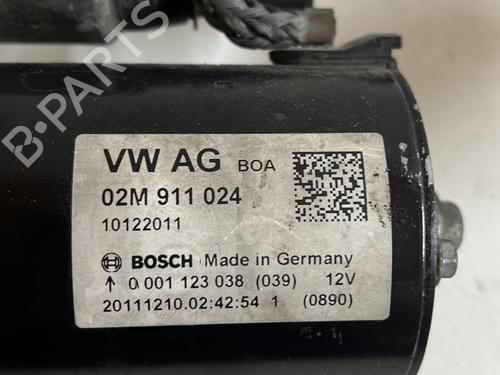 B-PARTS
VW AG BOA
02M 911 024
10122011
BOSCH Made in Germany
↑ 0 001 123 038 (039) 12V
20111210.02:42:54 1 (0890)